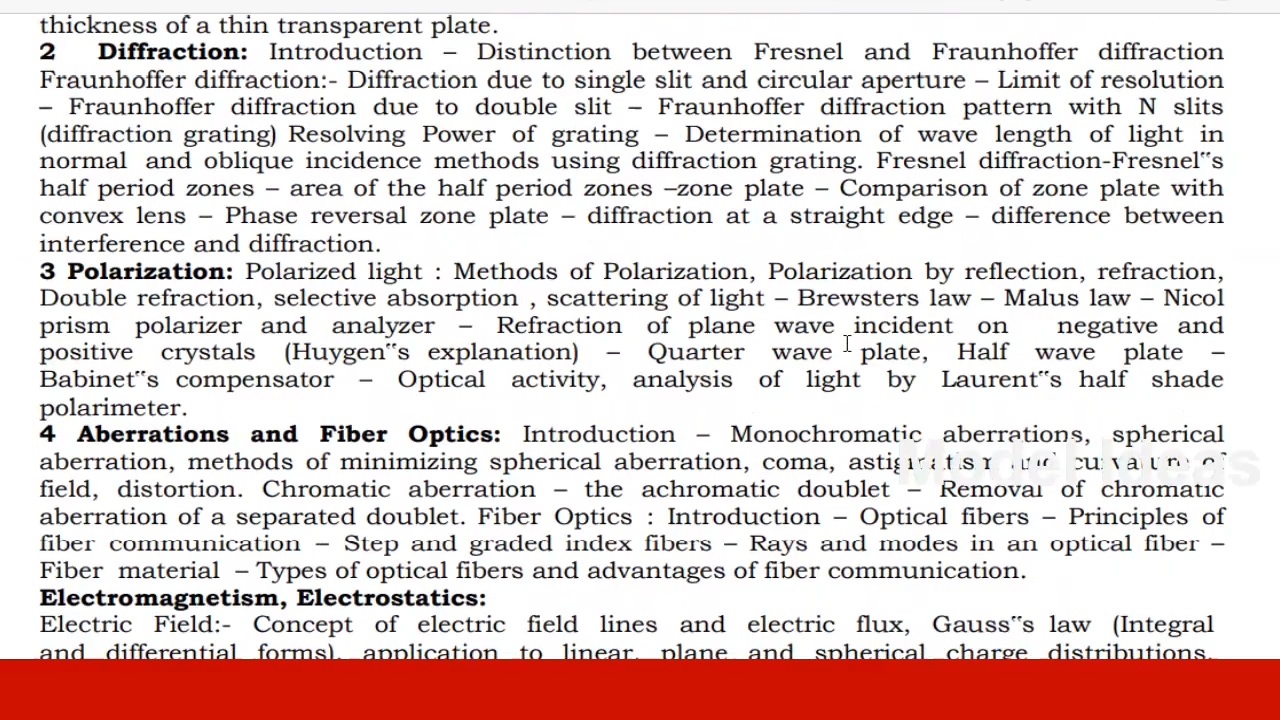 thickness of a thin transparent plate.
2 Diffraction: Introduction – Distinction between Fresnel and Fraunhoffer diffraction
Fraunhoffer diffraction:- Diffraction due to single slit and circular aperture – Limit of resolution
– Fraunhoffer diffraction due to double slit – Fraunhoffer diffraction pattern with N slits
(diffraction grating) Resolving Power of grating – Determination of wave length of light in
normal and oblique incidence methods using diffraction grating. Fresnel diffraction-Fresnel‟s
half period zones – area of the half period zones –zone plate – Comparison of zone plate with
convex lens – Phase reversal zone plate – diffraction at a straight edge – difference between
interference and diffraction.
3 Polarization: Polarized light : Methods of Polarization, Polarization by reflection, refraction,
Double refraction, selective absorption , scattering of light – Brewsters law – Malus law – Nicol
prism polarizer and analyzer – Refraction of plane wave incident on negative and
positive crystals (Huygen‟s explanation) – Quarter wave plate, Half wave plate –
Babinet‟s compensator – Optical activity, analysis of light by Laurent‟s half shade
polarimeter.
4 Aberrations and Fiber Optics: Introduction – Monochromatic aberrations, spherical
aberration, methods of minimizing spherical aberration, coma, astigmatism and curvature of
field, distortion. Chromatic aberration – the achromatic doublet – Removal of chromatic
aberration of a separated doublet. Fiber Optics : Introduction – Optical fibers – Principles of
fiber communication – Step and graded index fibers – Rays and modes in an optical fiber –
Fiber material – Types of optical fibers and advantages of fiber communication.
Electromagnetism, Electrostatics:
Electric Field:- Concept of electric field lines and electric flux, Gauss‟s law (Integral
and differential forms), application to linear, plane and spherical charge distributions.
Model Ideas